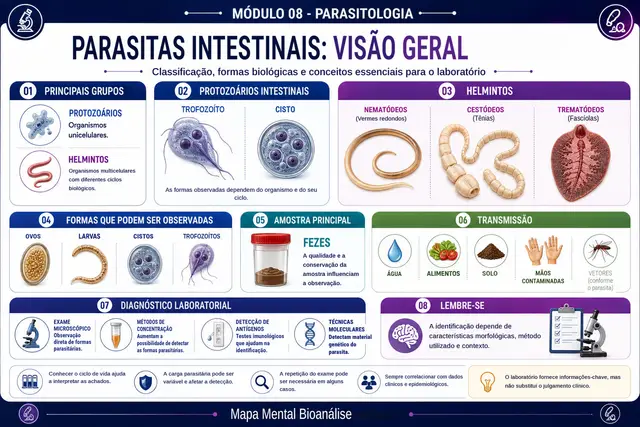 MÓDULO 08 - PARASITOLOGIA
PARASITAS INTESTINAIS: VISÃO GERAL
Classificação, formas biológicas e conceitos essenciais para o laboratório
01 PRINCIPAIS GRUPOS
PROTOZOÁRIOS
Organismos
unicelulares.
HELMINTOS
Organismos multicelulares
com diferentes ciclos
biológicos.
02 PROTOZOÁRIOS INTESTINAIS
TROFOZOÍTO
CISTO
As formas observadas dependem do organismo e do seu
ciclo.
03 HELMINTOS
NEMATÓDEOS
(Vermes redondos)
CESTÓDEOS
(Tênias)
TREMATÓDEOS
(Fascíolas)
04 FORMAS QUE PODEM SER OBSERVADAS
OVOS
LARVAS
CISTOS
TROFOZOÍTOS
05 AMOSTRA PRINCIPAL
FEZES
A qualidade e a
conservação da
amostra influenciam
a observação.
06 TRANSMISSÃO
ÁGUA
ALIMENTOS
SOLO
MÃOS
CONTAMINADAS
VETORES
(conforme
o parasita)
07 DIAGNÓSTICO LABORATORIAL
EXAME
MICROSCÓPICO
Observação
direta de formas
parasitárias.
MÉTODOS DE
CONCENTRAÇÃO
Aumentam a
possibilidade de detectar
as formas parasitárias.
DETECÇÃO DE
ANTÍGENOS
Testes imunológicos
que ajudam na
identificação.
TÉCNICAS
MOLECULARES
Detectam material
genético do
parasita.
08 LEMBRE-SE
A identificação depende de
características morfológicas, método
utilizado e contexto.
Conhecer o ciclo de vida ajuda
a interpretar os achados.
A carga parasitária pode ser
variável e afetar a detecção.
A repetição do exame pode
ser necessária em alguns
casos.
Sempre correlacionar com dados
clínicos e epidemiológicos.
O laboratório fornece informações-chave, mas
não substitui o julgamento clínico.
Mapa Mental Bioanálise